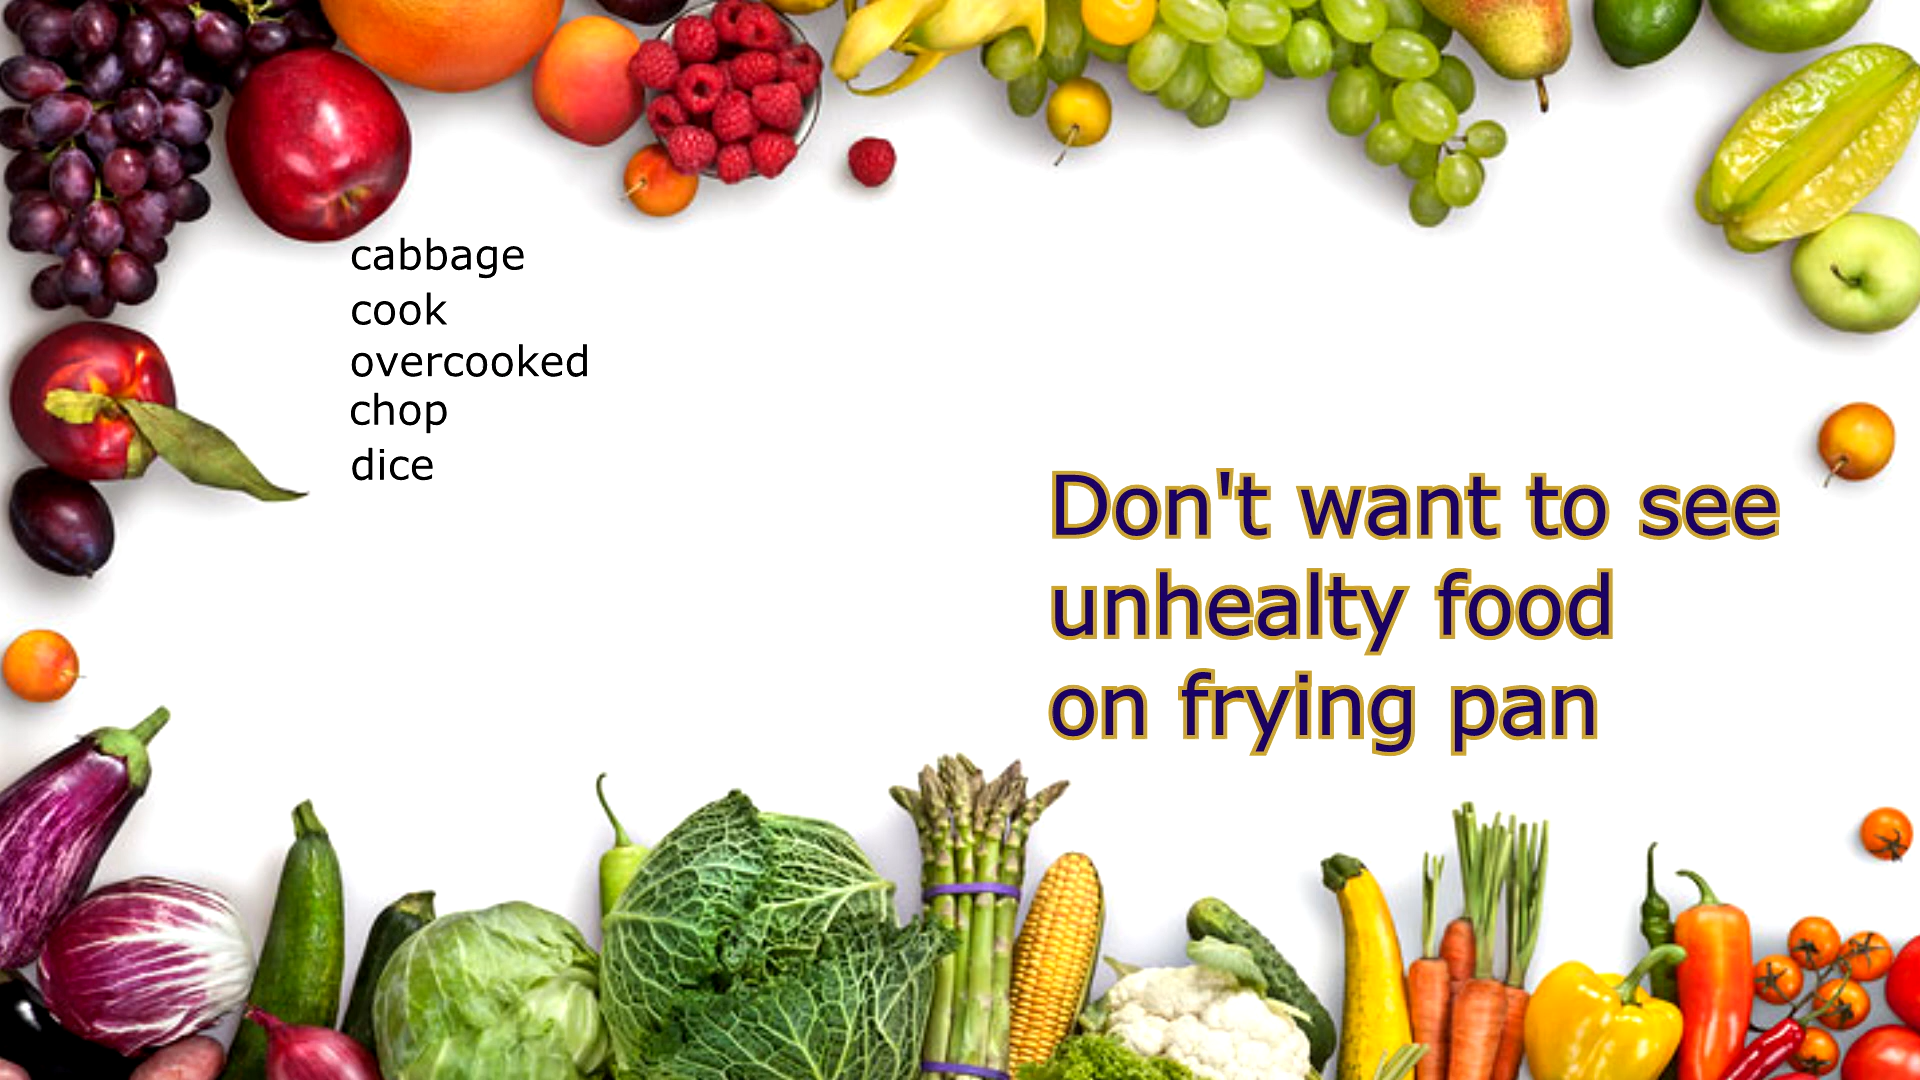 cabbage
cook
overcooked
chop
dice
Don't want to see
unhealty food
on frying pan